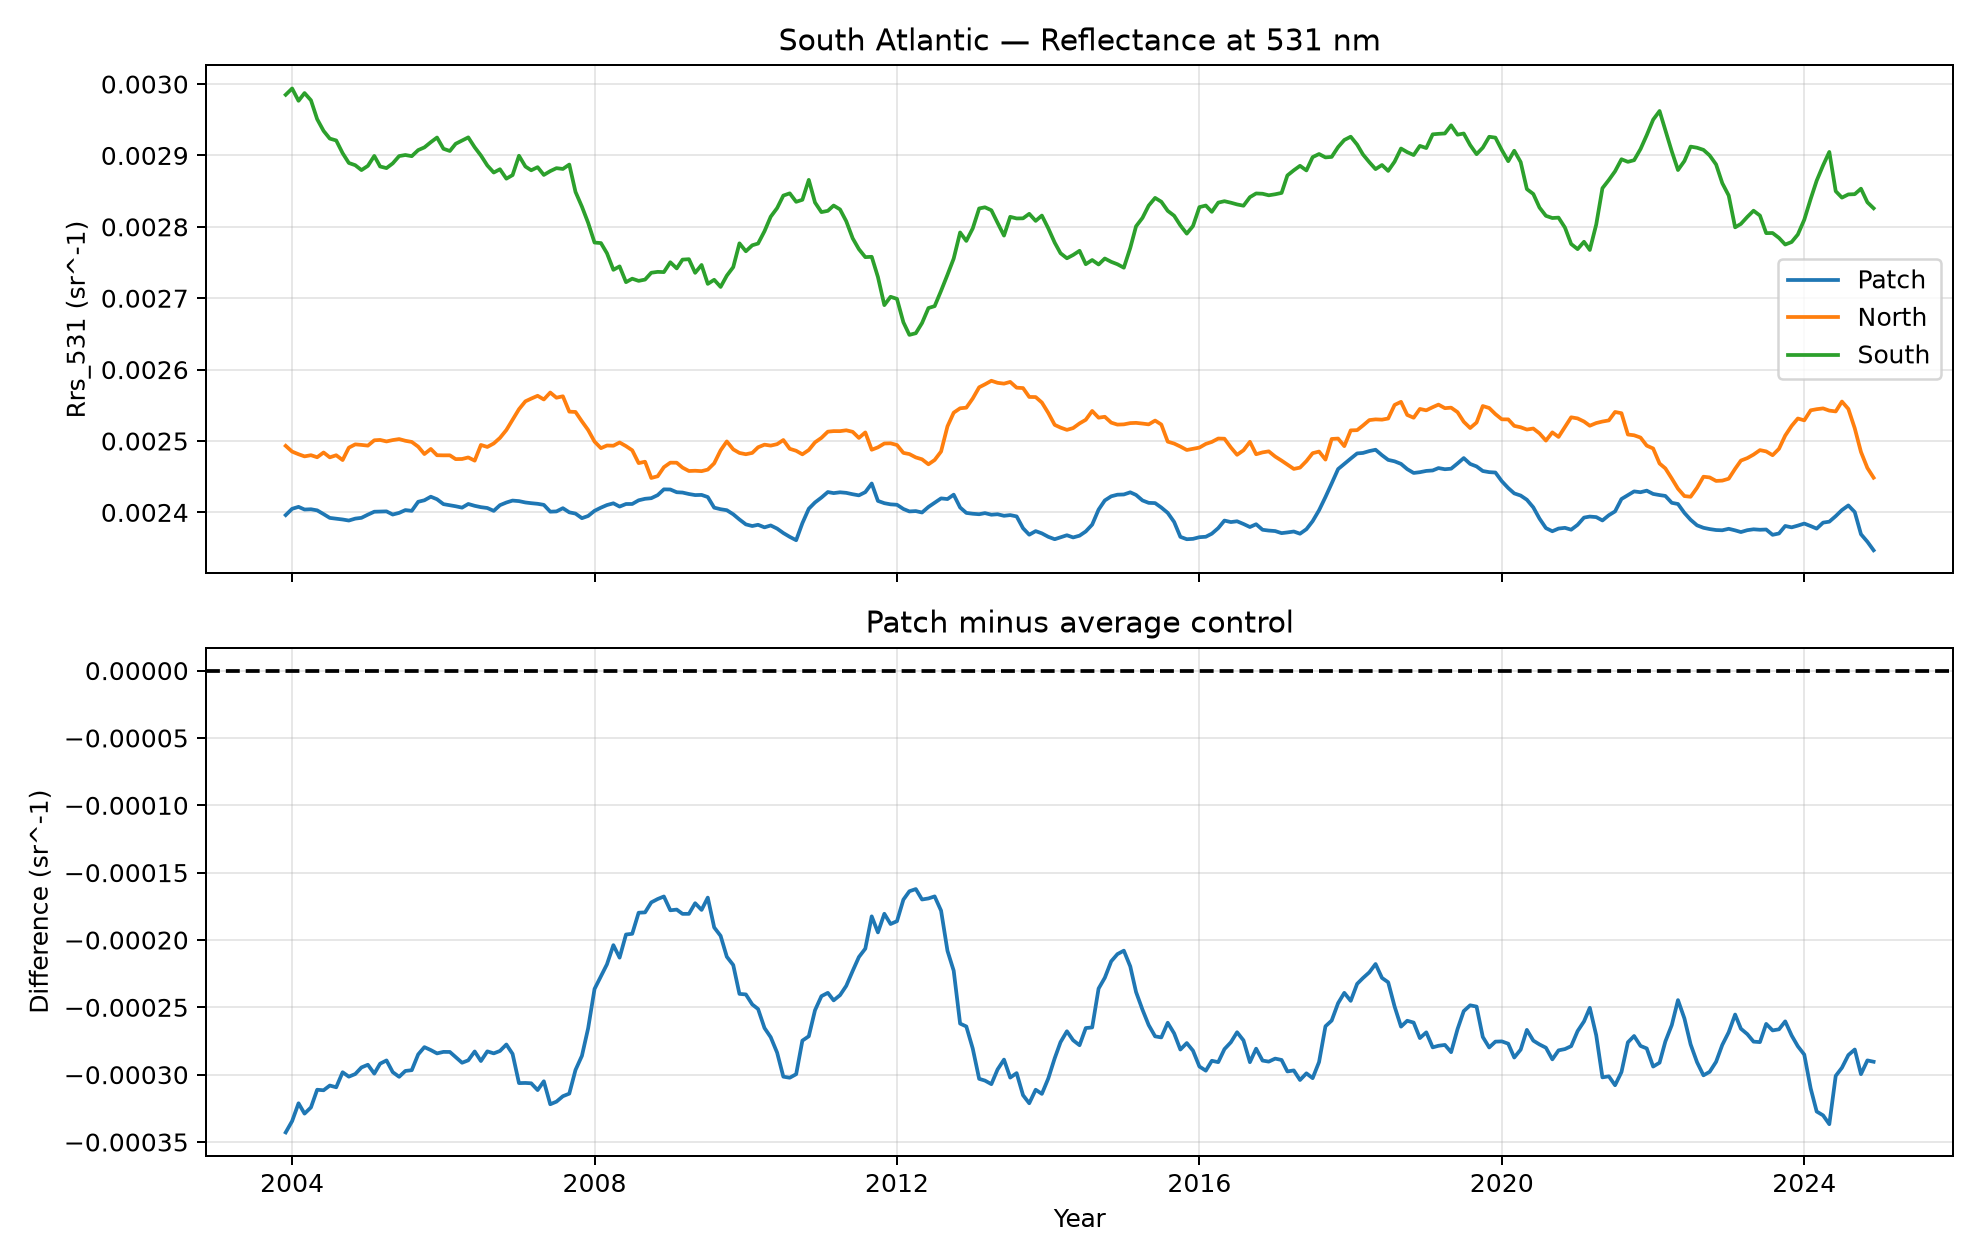 South Atlantic — Reflectance at 531 nm
Rrs_531 (sr^-1)
0.0030
0.0029
0.0028
0.0027
0.0026
0.0025
0.0024
Patch
North
South
Patch minus average control
Difference (sr^-1)
0.00000
−0.00005
−0.00010
−0.00015
−0.00020
−0.00025
−0.00030
−0.00035
2004 2008 2012 2016 2020 2024
Year